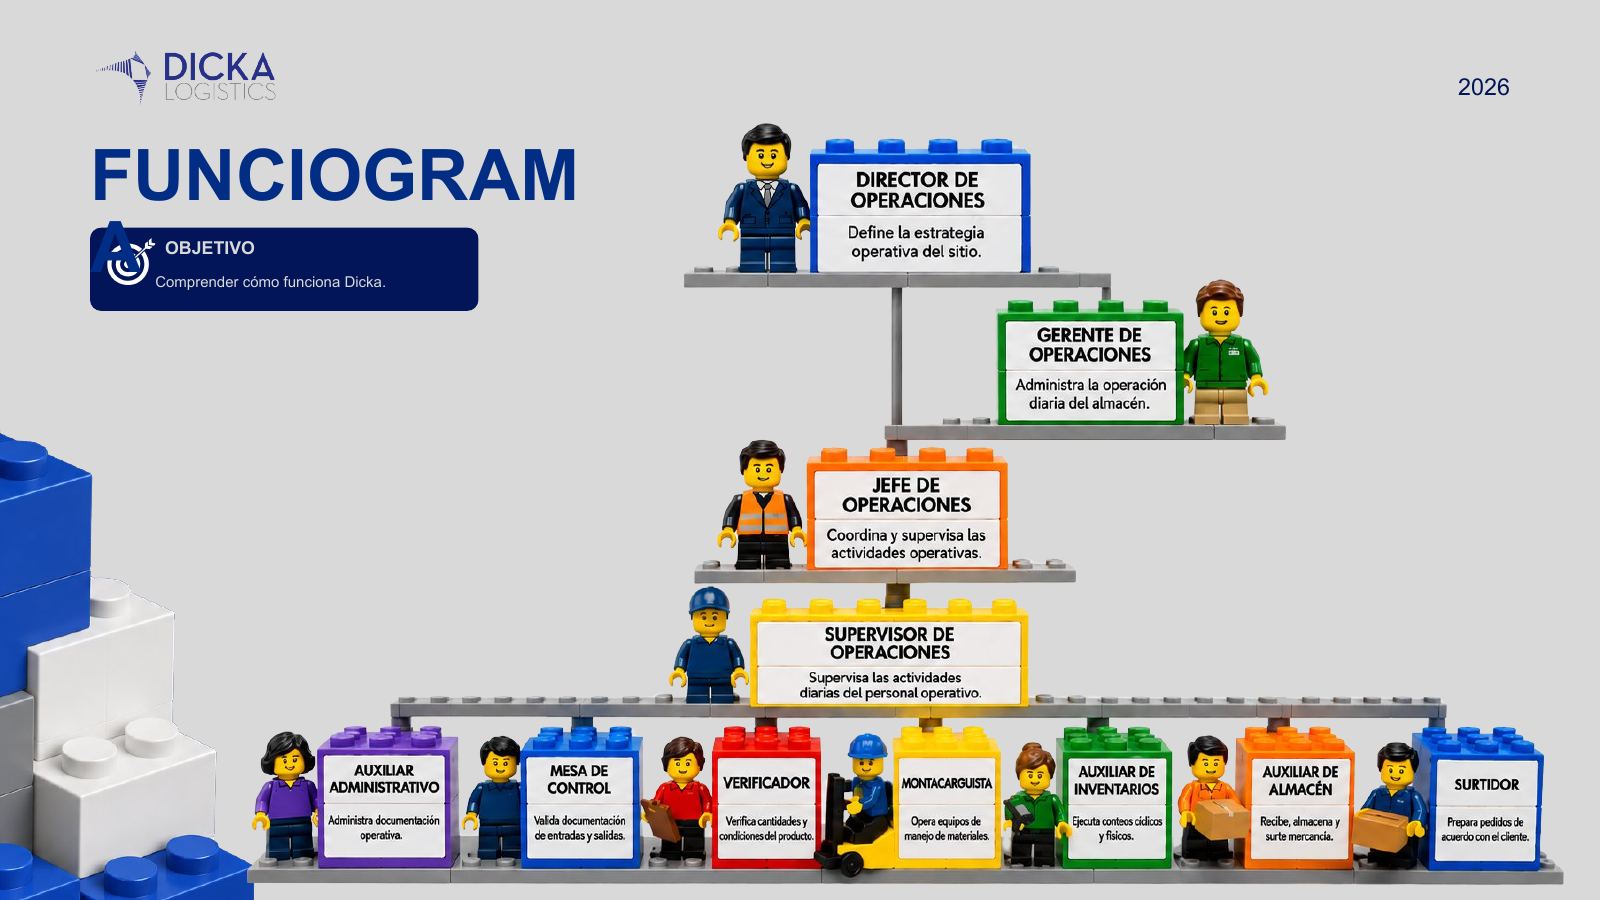 DICKA
LOGISTICS
2026
FUNCIOGRAM
A
OBJETIVO
Comprender cómo funciona Dicka.
DIRECTOR DE
OPERACIONES
Define la estrategia
operativa del sitio.
GERENTE DE
OPERACIONES
Administra la operación
diaria del almacén.
JEFE DE
OPERACIONES
Coordina y supervisa las
actividades operativas.
SUPERVISOR DE
OPERACIONES
Supervisa las actividades
diarias del personal operativo.
AUXILIAR
ADMINISTRATIVO
Administra documentación
operativa.
MESA DE
CONTROL
Valida documentación
de entradas y salidas.
VERIFICADOR
Verifica cantidades y
condiciones del producto.
MONTACARGUISTA
Opera equipos de
manejo de materiales.
AUXILIAR DE
INVENTARIOS
Ejecuta conteos cíclicos
y físicos.
AUXILIAR DE
ALMACÉN
Recibe, almacena y
surte mercancía.
SURTIDOR
Prepara pedidos de
acuerdo con el cliente.